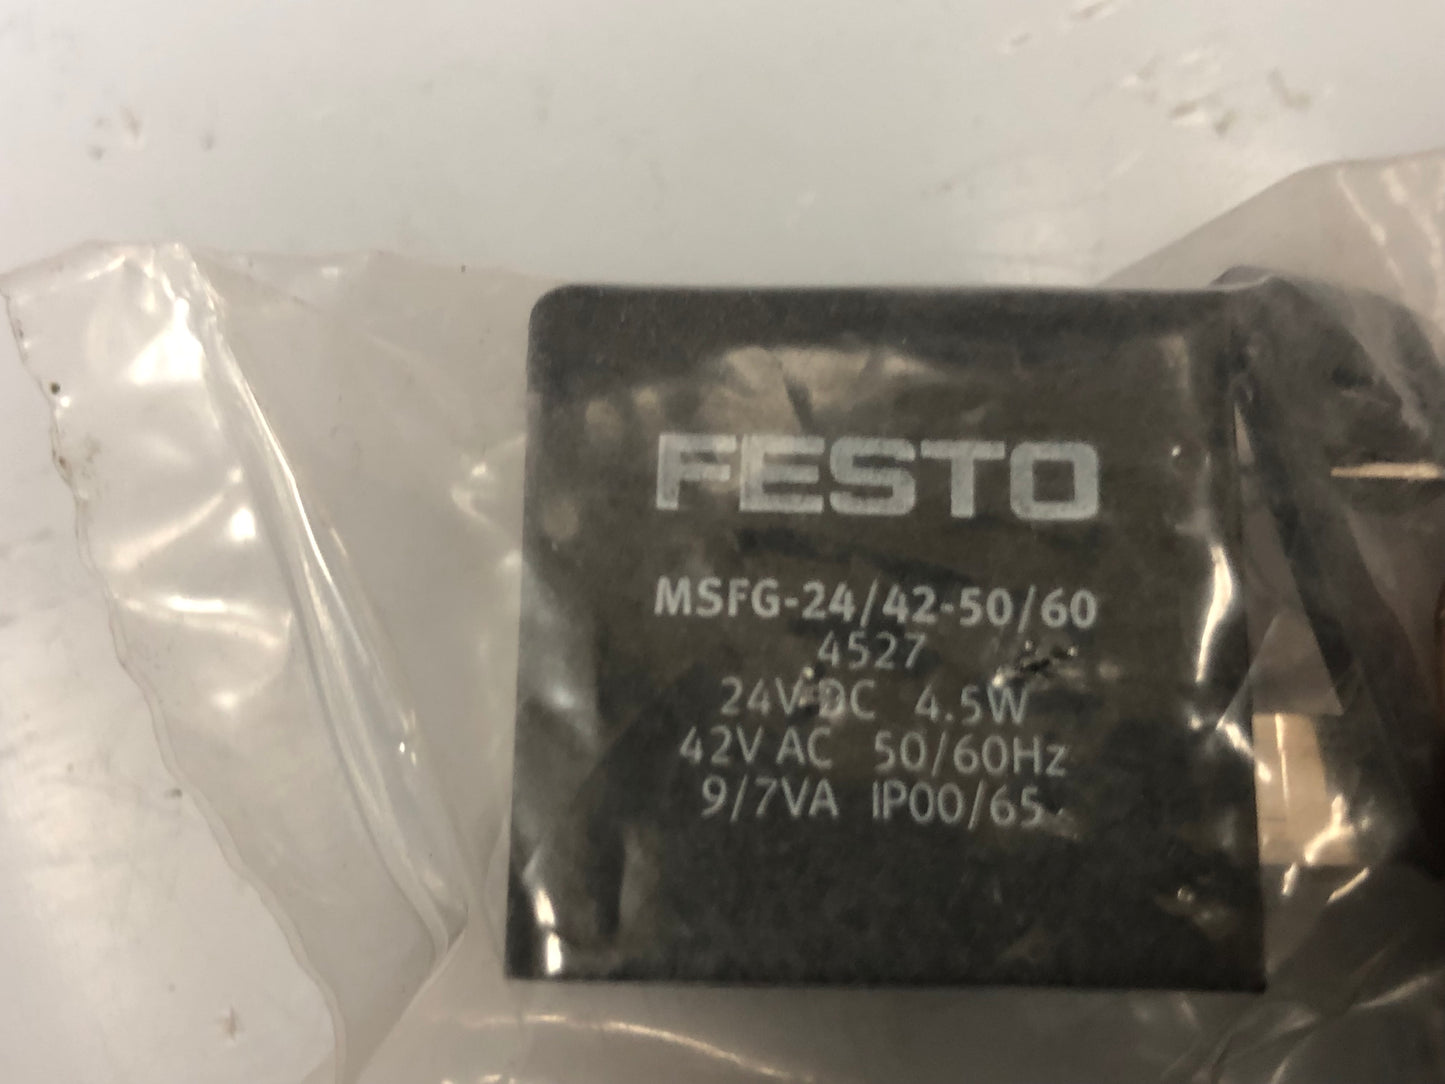 FESTO
MSFG-24/42-50/60
4527
24V DC 4.5W
42V AC 50/60Hz
9/7VA IP00/65